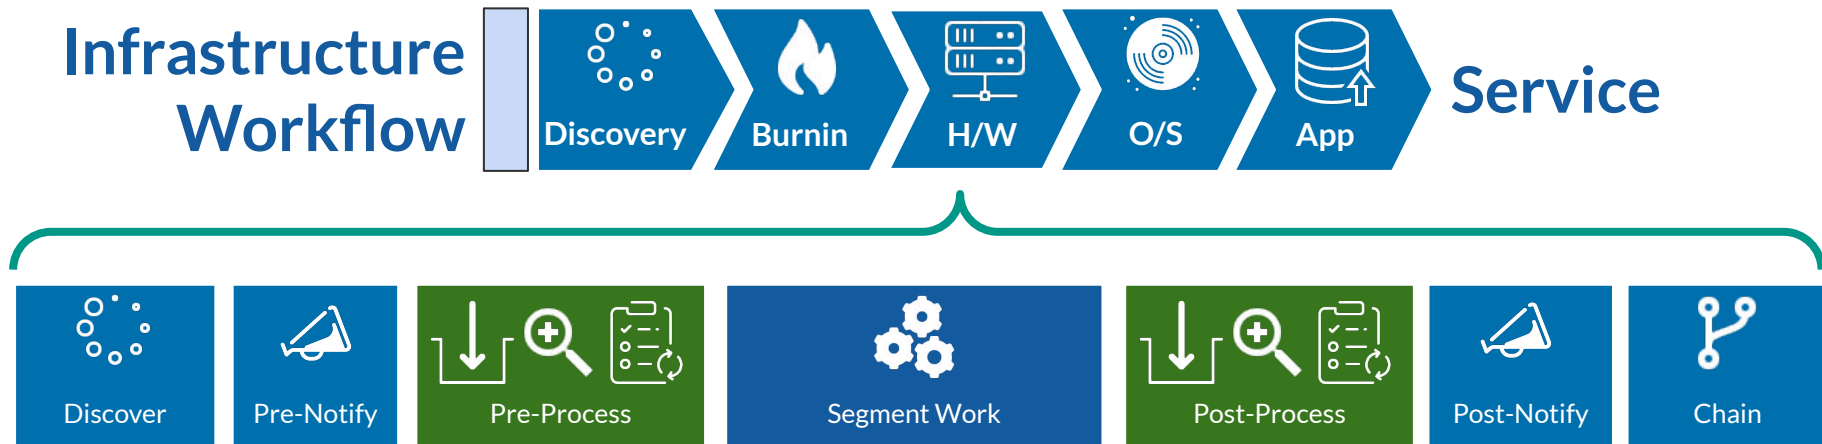 Infrastructure
Workflow
Discovery
Burnin
H/W
O/S
App
Service
Discover
Pre-Notify
Pre-Process
Segment Work
Post-Process
Post-Notify
Chain